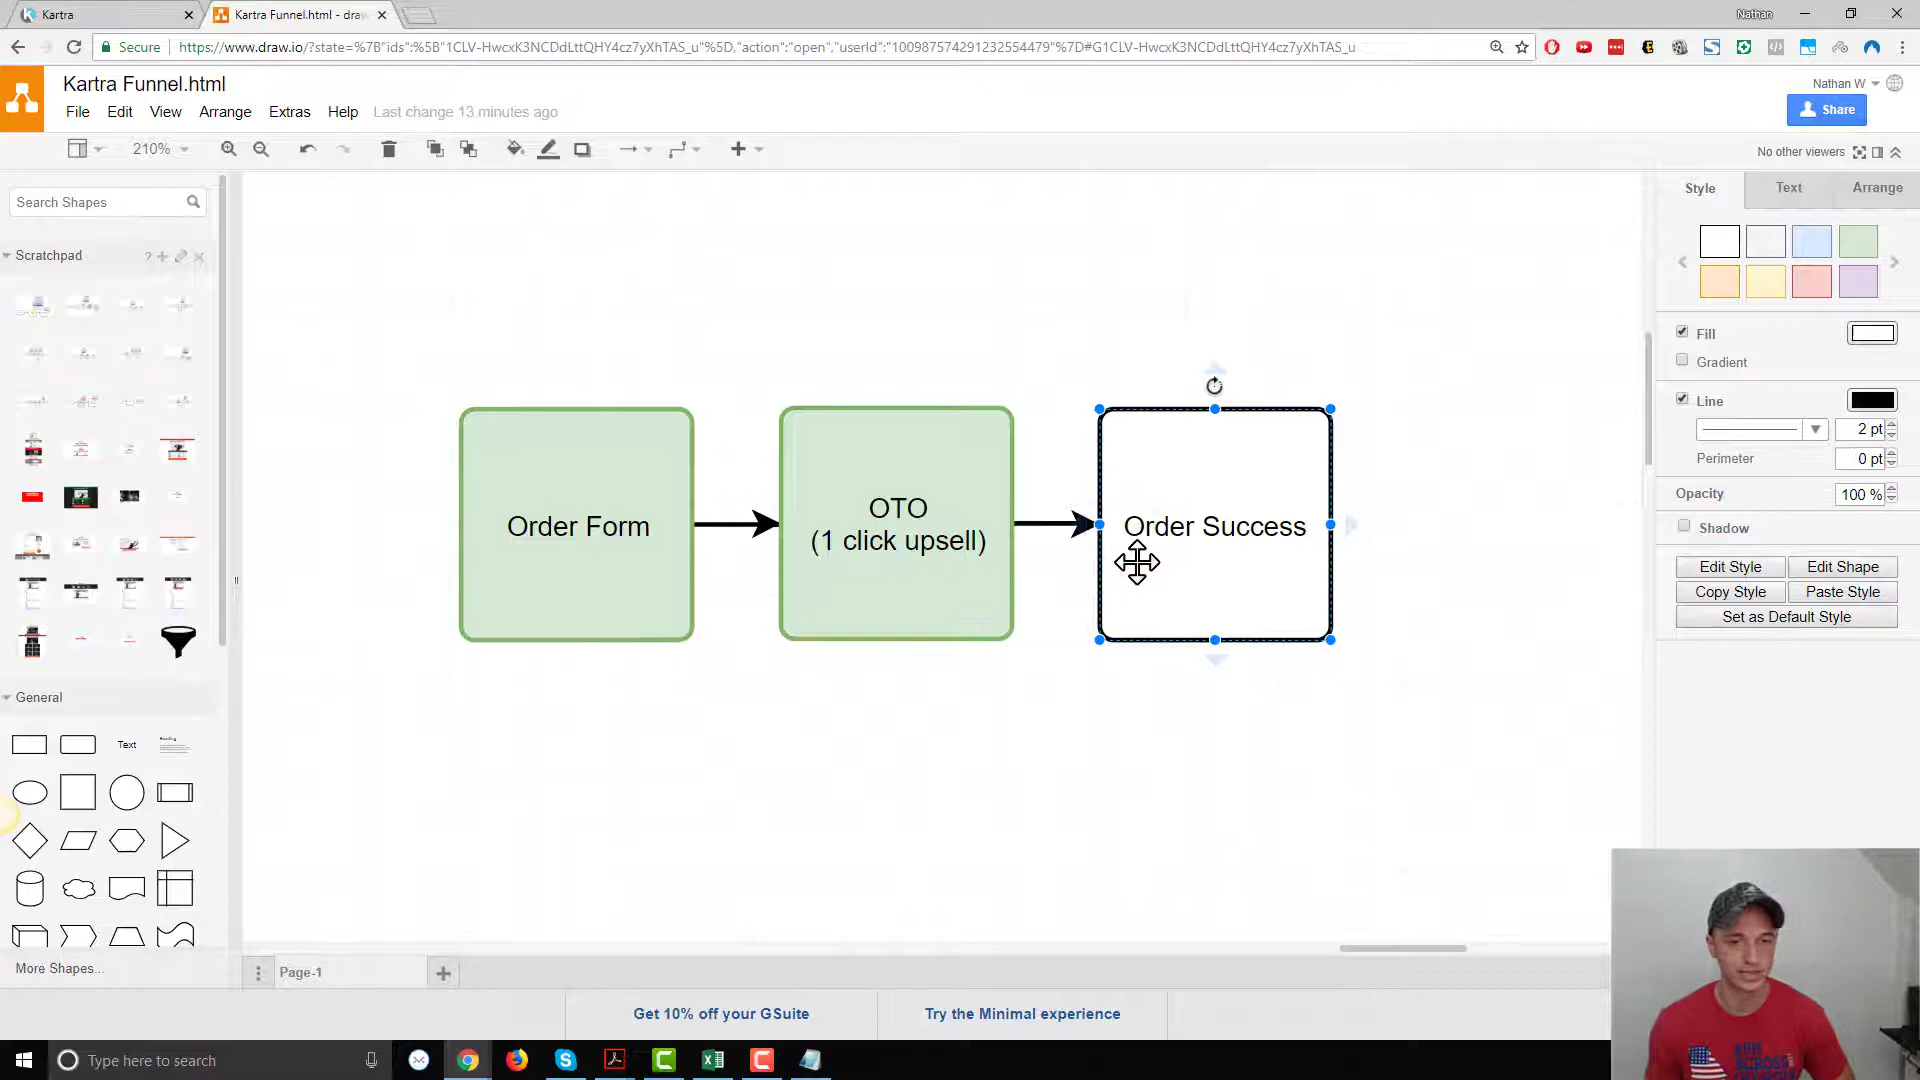 Kartra
Kartra Funnel.html - draw
Nathan
Secure
https://www.draw.io/?state=%7B"ids":%5B"1CLV-HwcxK3NCDdLttQHY4cz7yXhTAS_u"%5D,"action":"open","userId":"100987574291232554479"%7D#G1CLV-HwcxK3NCDdLttQHY4cz7yXhTAS_u
Kartra Funnel.html
Nathan W
File Edit View Arrange Extras Help Last change 13 minutes ago
Share
210%
No other viewers
Search Shapes
Style Text Arrange
Scratchpad
?
Fill
Gradient
Line
2 pt
Perimeter 0 pt
Opacity 100 %
Shadow
Edit Style Edit Shape
Copy Style Paste Style
Set as Default Style
Order Form
OTO
(1 click upsell)
Order Success
General
Text
More Shapes...
Page-1
Get 10% off your GSuite
Try the Minimal experience
Type here to search
RUN
ACROSS